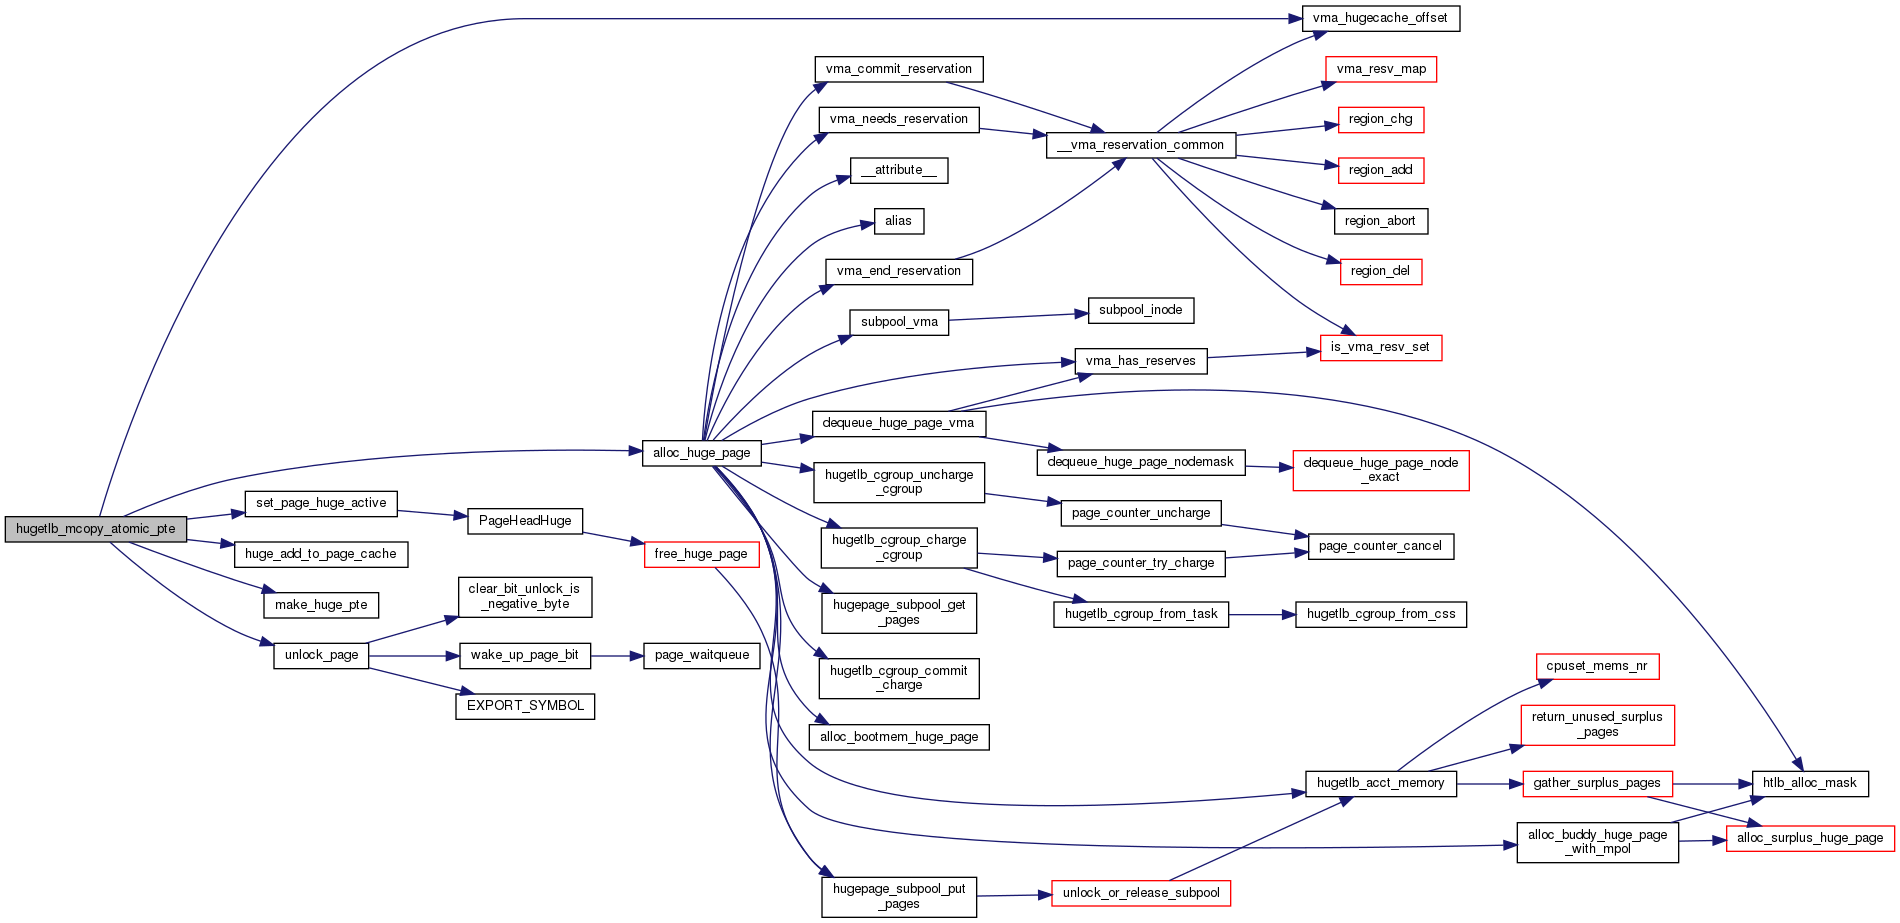 hugetlb_mcopy_atomic_pte
vma_hugecache_offset
alloc_huge_page
set_page_huge_active
huge_add_to_page_cache
make_huge_pte
unlock_page
PageHeadHuge
free_huge_page
clear_bit_unlock_is
_negative_byte
wake_up_page_bit
page_waitqueue
EXPORT_SYMBOL
vma_commit_reservation
vma_needs_reservation
__attribute__
alias
vma_end_reservation
subpool_vma
dequeue_huge_page_vma
hugetlb_cgroup_uncharge
_cgroup
hugetlb_cgroup_charge
_cgroup
hugepage_subpool_get
_pages
hugetlb_cgroup_commit
_charge
alloc_bootmem_huge_page
hugepage_subpool_put
_pages
__vma_reservation_common
subpool_inode
vma_has_reserves
dequeue_huge_page_nodemask
page_counter_uncharge
page_counter_try_charge
hugetlb_cgroup_from_task
unlock_or_release_subpool
vma_resv_map
region_chg
region_add
region_abort
region_del
is_vma_resv_set
dequeue_huge_page_node
_exact
page_counter_cancel
hugetlb_cgroup_from_css
hugetlb_acct_memory
cpuset_mems_nr
return_unused_surplus
_pages
gather_surplus_pages
alloc_buddy_huge_page
_with_mpol
htlb_alloc_mask
alloc_surplus_huge_page